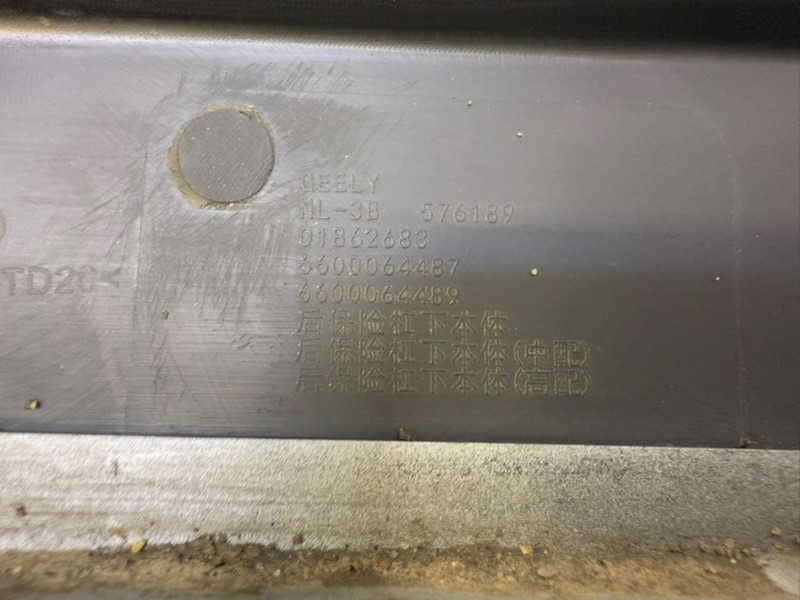 GEELY
NL-3B 576189
01862683
6600064487
TD20<
6600064489
后保险杠下本体
后保险杠下本体(中配)
后保险杠下本体(高配)